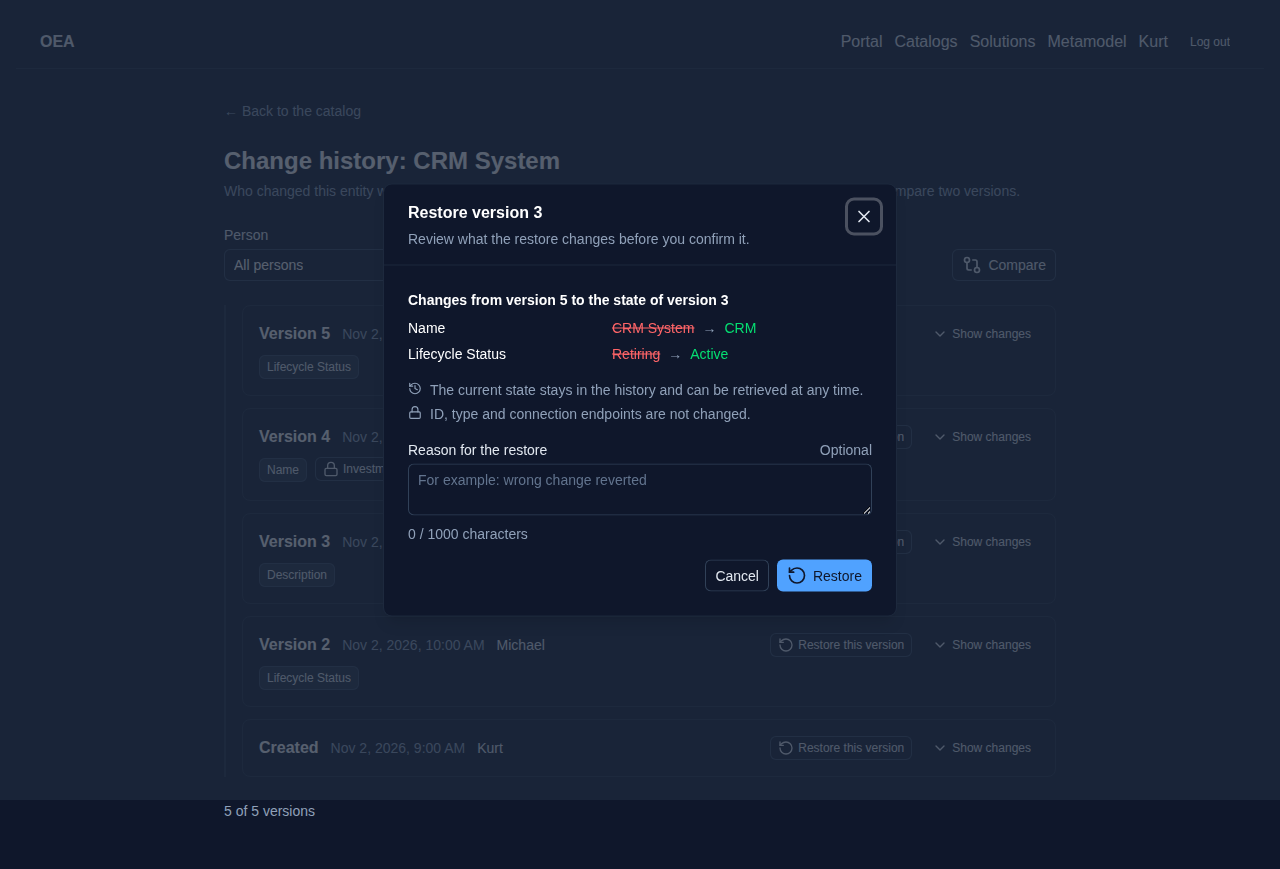 OEA
Portal Catalogs Solutions Metamodel Kurt Log out
← Back to the catalog
Change history: CRM System
Who changed this entity
mpare two versions.
Person
All persons
Compare
Restore version 3
Review what the restore changes before you confirm it.
Changes from version 5 to the state of version 3
Name CRM System → CRM
Lifecycle Status Retiring → Active
The current state stays in the history and can be retrieved at any time.
ID, type and connection endpoints are not changed.
Reason for the restore Optional
For example: wrong change reverted
0 / 1000 characters
Cancel Restore
Version 5 Nov 2, Show changes
Lifecycle Status
Version 4 Nov 2, Show changes
Name
Version 3 Nov 2, Show changes
Description
Version 2 Nov 2, 2026, 10:00 AM Michael Restore this version Show changes
Lifecycle Status
Created Nov 2, 2026, 9:00 AM Kurt Restore this version Show changes
5 of 5 versions